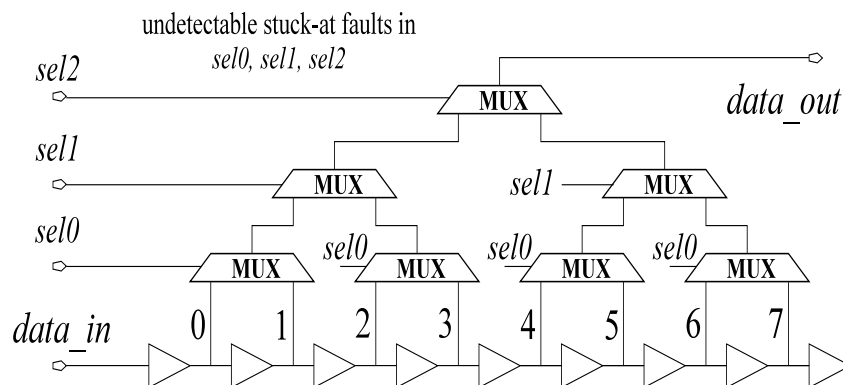 undetectable stuck-at faults in
sel0, sel1, sel2
sel2
MUX
data_out
sel1
MUX
sel1
MUX
sel0
MUX
sel0
MUX
sel0
MUX
sel0
MUX
data_in
0 1 2 3 4 5 6 7